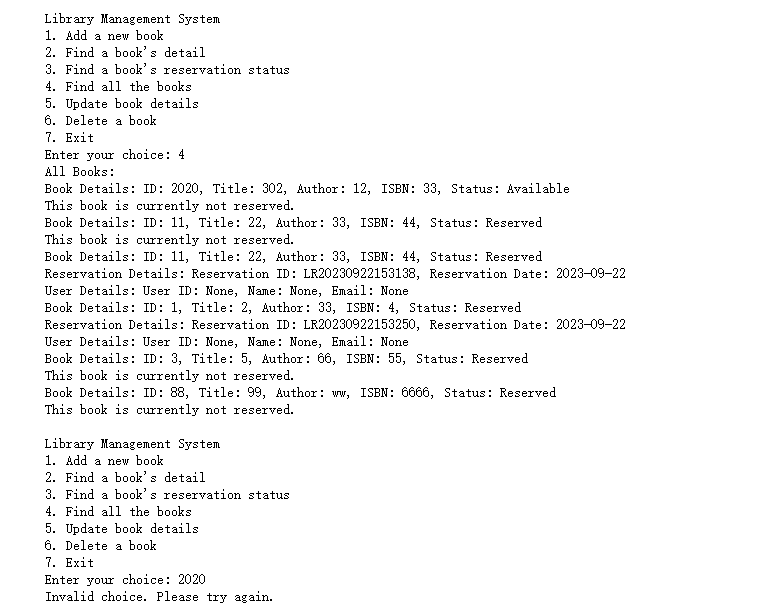 Library Management System
1. Add a new book
2. Find a book's detail
3. Find a book's reservation status
4. Find all the books
5. Update book details
6. Delete a book
7. Exit
Enter your choice: 4
All Books:
Book Details: ID: 2020, Title: 302, Author: 12, ISBN: 33, Status: Available
This book is currently not reserved.
Book Details: ID: 11, Title: 22, Author: 33, ISBN: 44, Status: Reserved
This book is currently not reserved.
Book Details: ID: 11, Title: 22, Author: 33, ISBN: 44, Status: Reserved
Reservation Details: Reservation ID: LR20230922153138, Reservation Date: 2023-09-22
User Details: User ID: None, Name: None, Email: None
Book Details: ID: 1, Title: 2, Author: 33, ISBN: 4, Status: Reserved
Reservation Details: Reservation ID: LR20230922153250, Reservation Date: 2023-09-22
User Details: User ID: None, Name: None, Email: None
Book Details: ID: 3, Title: 5, Author: 66, ISBN: 55, Status: Reserved
This book is currently not reserved.
Book Details: ID: 88, Title: 99, Author: ww, ISBN: 6666, Status: Reserved
This book is currently not reserved.
Library Management System
1. Add a new book
2. Find a book's detail
3. Find a book's reservation status
4. Find all the books
5. Update book details
6. Delete a book
7. Exit
Enter your choice: 2020
Invalid choice. Please try again.